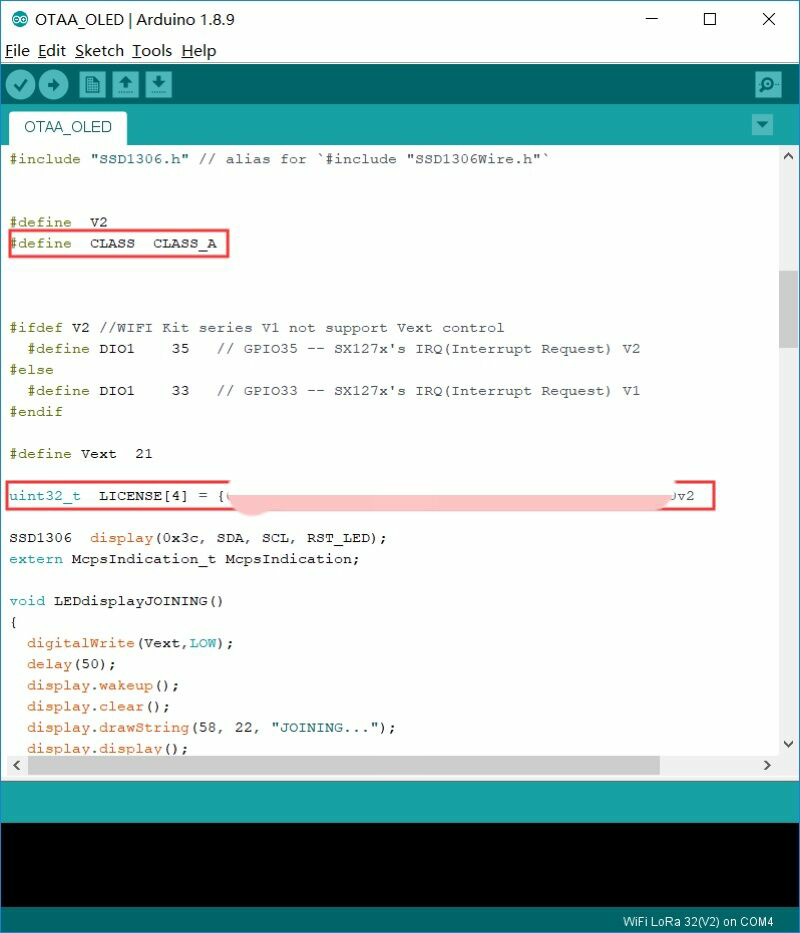 OTAA_OLED | Arduino 1.8.9
File Edit Sketch Tools Help
OTAA_OLED
#include "SSD1306.h" // alias for `#include "SSD1306Wire.h"`
#define  V2
#define  CLASS  CLASS_A
#ifdef V2 //WIFI Kit series V1 not support Vext control
  #define DIO1    35   // GPIO35 -- SX127x's IRQ(Interrupt Request) V2
#else
  #define DIO1    33   // GPIO33 -- SX127x's IRQ(Interrupt Request) V1
#endif
#define Vext  21
uint32_t  LICENSE[4] = {
v2
SSD1306  display(0x3c, SDA, SCL, RST_LED);
extern McpsIndication_t McpsIndication;
void LEDdisplayJOINING()
{
  digitalWrite(Vext,LOW);
  delay(50);
  display.wakeup();
  display.clear();
  display.drawString(58, 22, "JOINING...");
  display.display();
WiFi LoRa 32(V2) on COM4